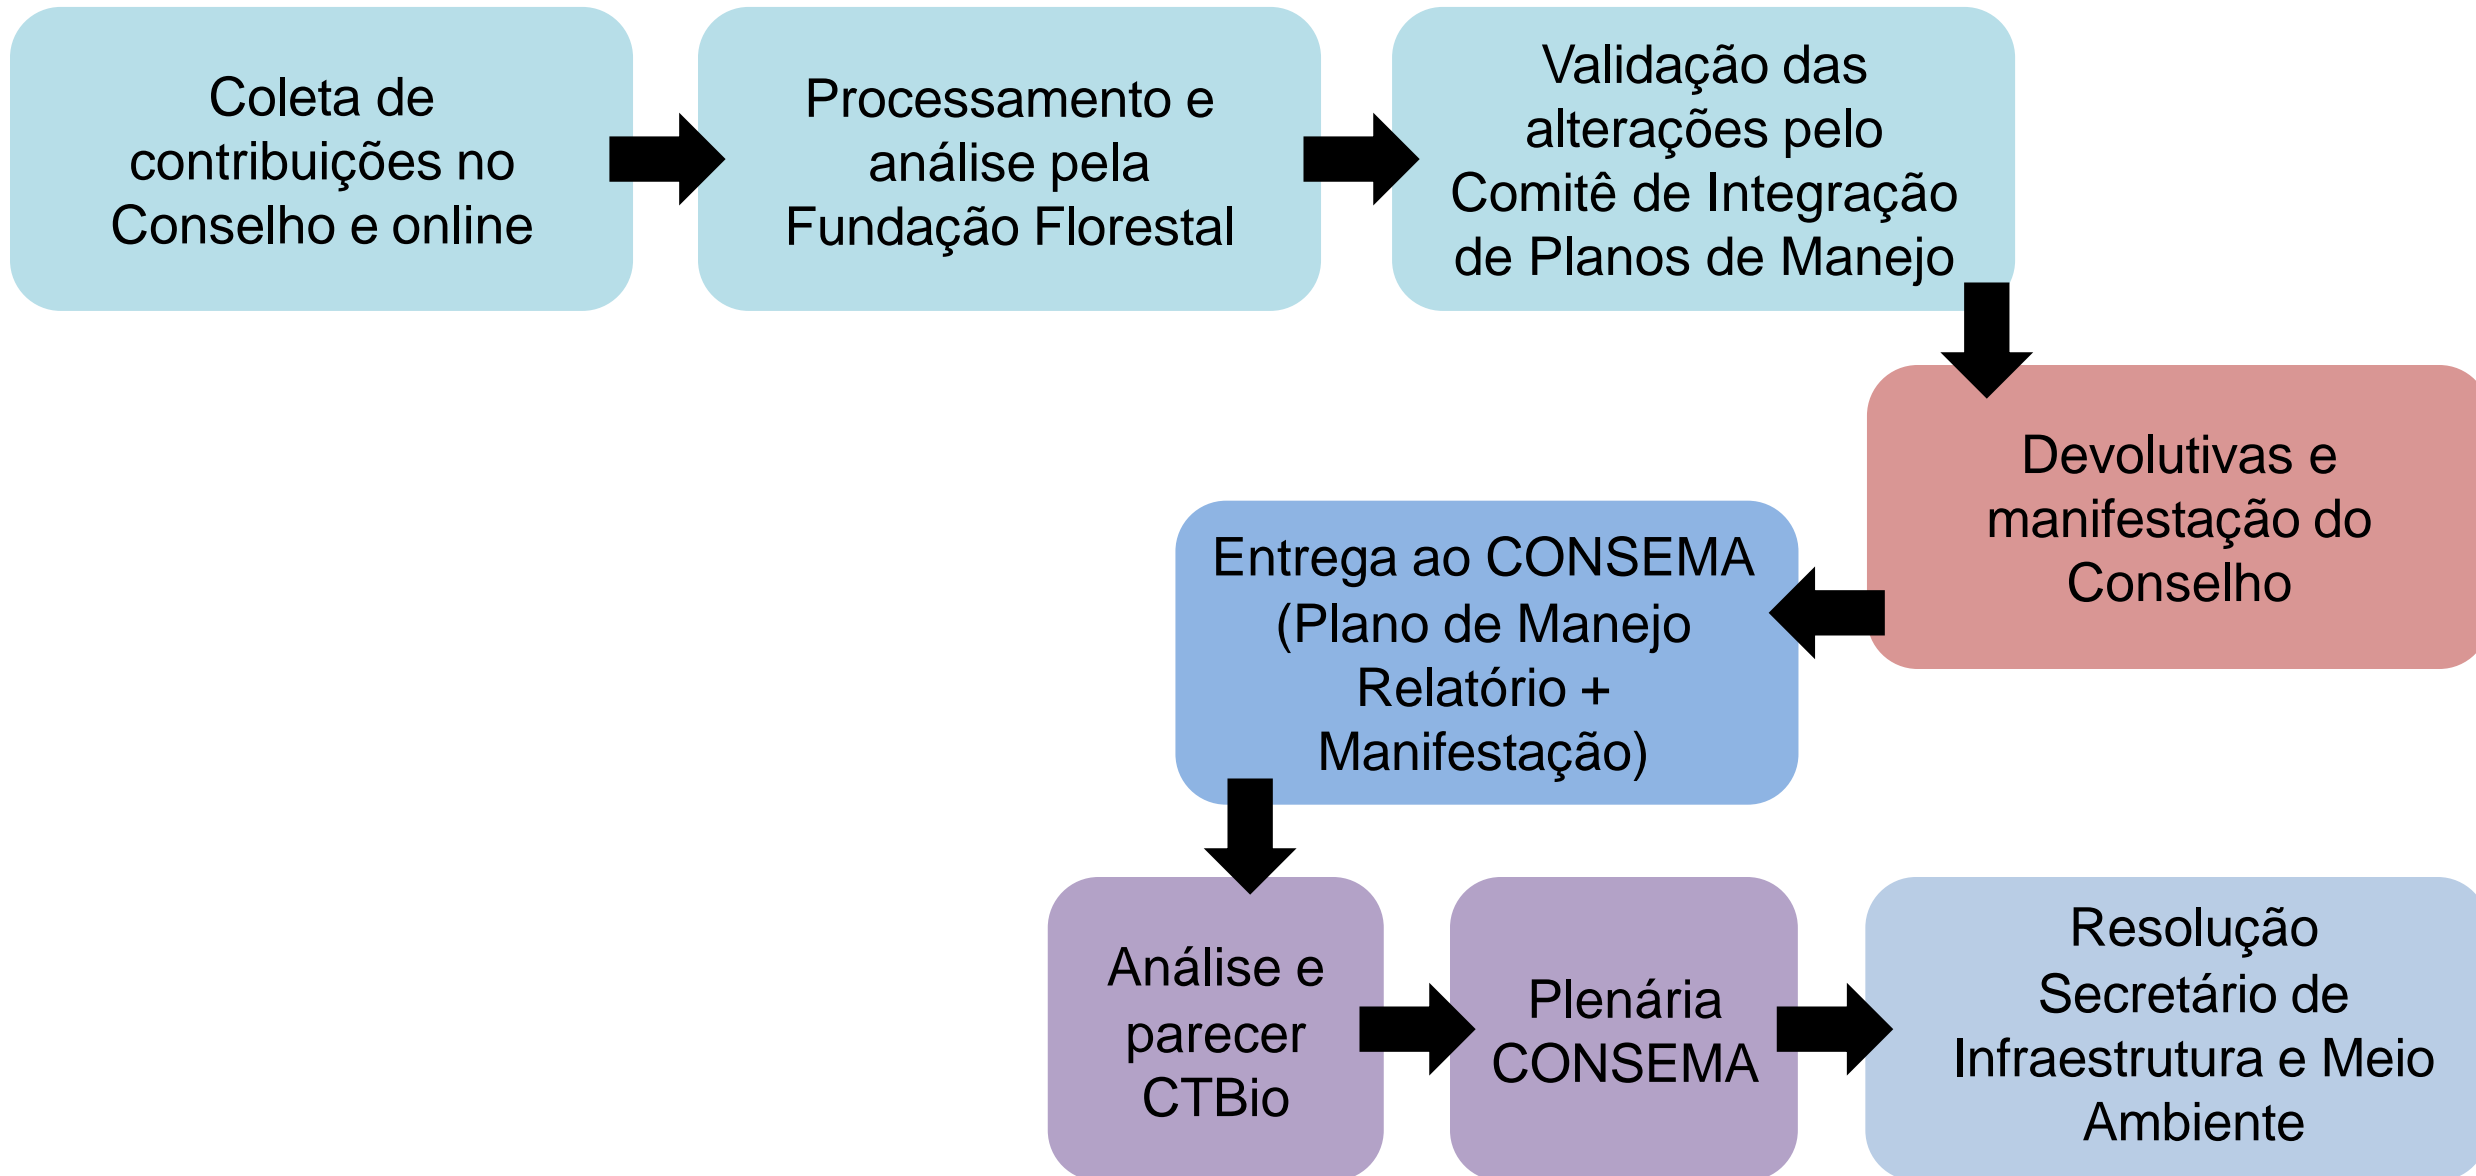 Coleta de
contribuições no
Conselho e online
Processamento e
análise pela
Fundação Florestal
Validação das
alterações pelo
Comitê de Integração
de Planos de Manejo
Devolutivas e
manifestação do
Conselho
Entrega ao CONSEMA
(Plano de Manejo
Relatório +
Manifestação)
Análise e
parecer
CTBio
Plenária
CONSEMA
Resolução
Secretário de
Infraestrutura e Meio
Ambiente